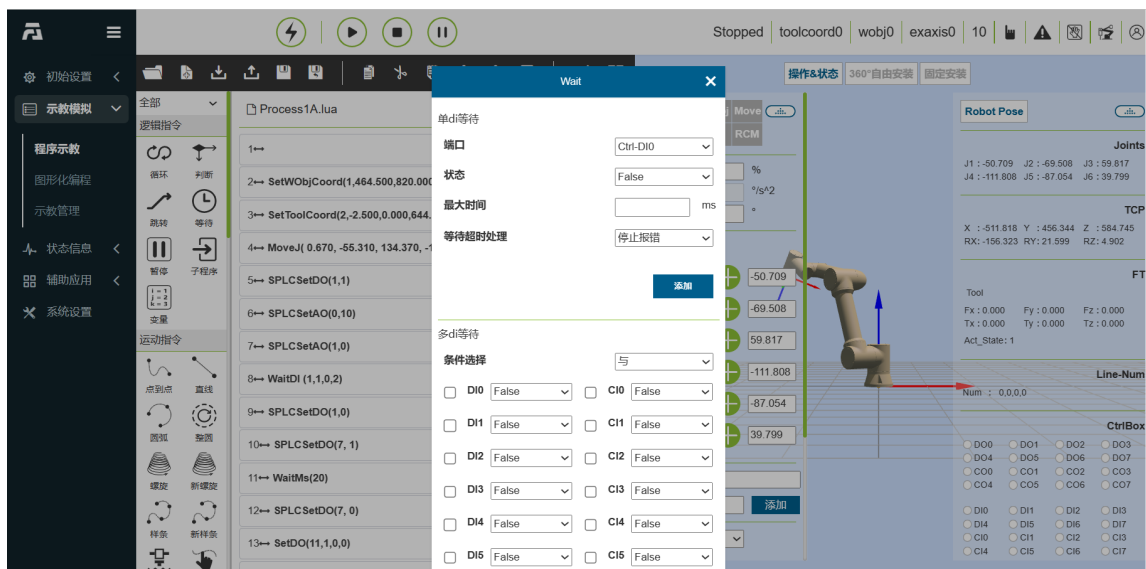 Stopped toolcoord0 wobj0 exaxis0 10
初始设置
示教模拟
程序示教
图形化编程
示教管理
状态信息
辅助应用
系统设置
全部
逻辑指令
循环 判断
跳转 等待
暂停 子程序
i = 1
j = 2
k = 3
变量
运动指令
点到点 直线
圆弧 整圆
螺旋 新螺旋
样条 新样条
Process1A.lua
1
2 SetWObjCoord(1,464.500,820.000
3 SetToolCoord(2,-2.500,0.000,644.
4 MoveJ( 0.670, -55.310, 134.370, -1
5 SPLCSetDO(1,1)
6 SPLCSetAO(0,10)
7 SPLCSetAO(1,0)
8 WaitDI (1,1,0,2)
9 SPLCSetDO(1,0)
10 SPLCSetDO(7, 1)
11 WaitMs(20)
12 SPLCSetDO(7, 0)
13 SetDO(11,1,0,0)
Wait
单di等待
端口 Ctrl-DI0
状态 False
最大时间 ms
等待超时处理 停止报错
添加
多di等待
条件选择 与
DI0 False CI0 False
DI1 False CI1 False
DI2 False CI2 False
DI3 False CI3 False
DI4 False CI4 False
DI5 False CI5 False
操作&状态 360°自由安装 固定安装
Move
RCM
%
°/s^2
°
-50.709
-69.508
59.817
-111.808
-87.054
39.799
添加
Robot Pose
Joints
J1 : -50.709 J2 : -69.508 J3 : 59.817
J4 : -111.808 J5 : -87.054 J6 : 39.799
TCP
X : -511.818 Y : 456.344 Z : 584.745
RX: -156.323 RY: 21.599 RZ: 4.902
FT
Tool
Fx : 0.000 Fy : 0.000 Fz : 0.000
Tx : 0.000 Ty : 0.000 Tz : 0.000
Act_State: 1
Line-Num
Num : 0,0,0,0
CtrlBox
DO0 DO1 DO2 DO3
DO4 DO5 DO6 DO7
CO0 CO1 CO2 CO3
CO4 CO5 CO6 CO7
DI0 DI1 DI2 DI3
DI4 DI5 DI6 DI7
CI0 CI1 CI2 CI3
CI4 CI5 CI6 CI7